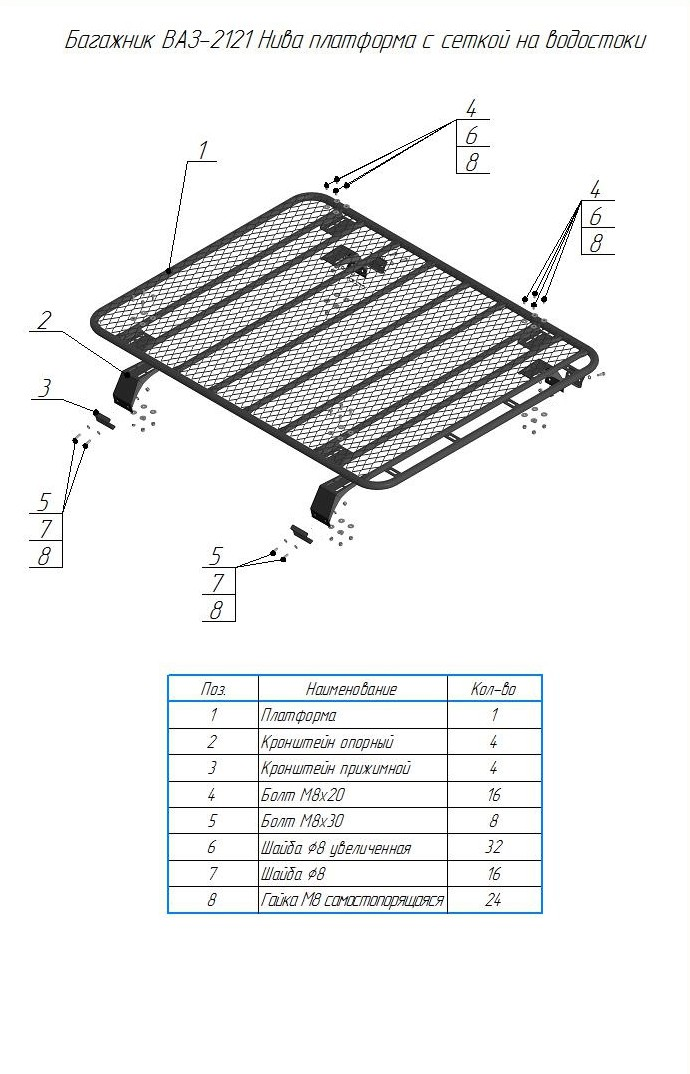 Багажник ВАЗ-2121 Нива платформа с сеткой на водостоки
4
6
8
1
4
6
8
2
3
5
7
8
5
7
8
Поз. Наименование Кол-во
1 Платформа 1
2 Кронштейн опорный 4
3 Кронштейн прижимной 4
4 Болт М8х20 16
5 Болт М8х30 8
6 Шайба ϕ8 увеличенная 32
7 Шайба ϕ8 16
8 Гайка М8 самостопорящаяся 24